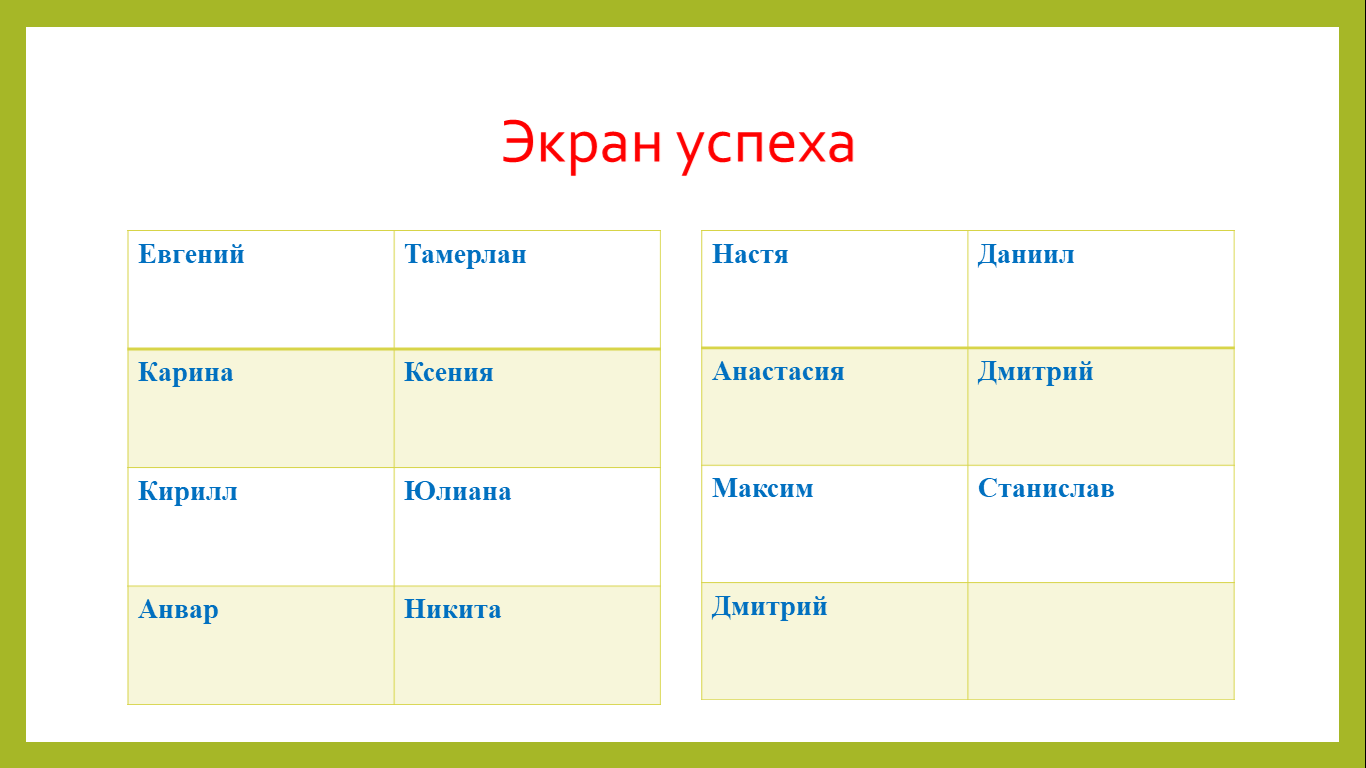 Экран успеха
Евгений Тамерлан
Карина Ксения
Кирилл Юлиана
Анвар Никита
Настя Даниил
Анастасия Дмитрий
Максим Станислав
Дмитрий